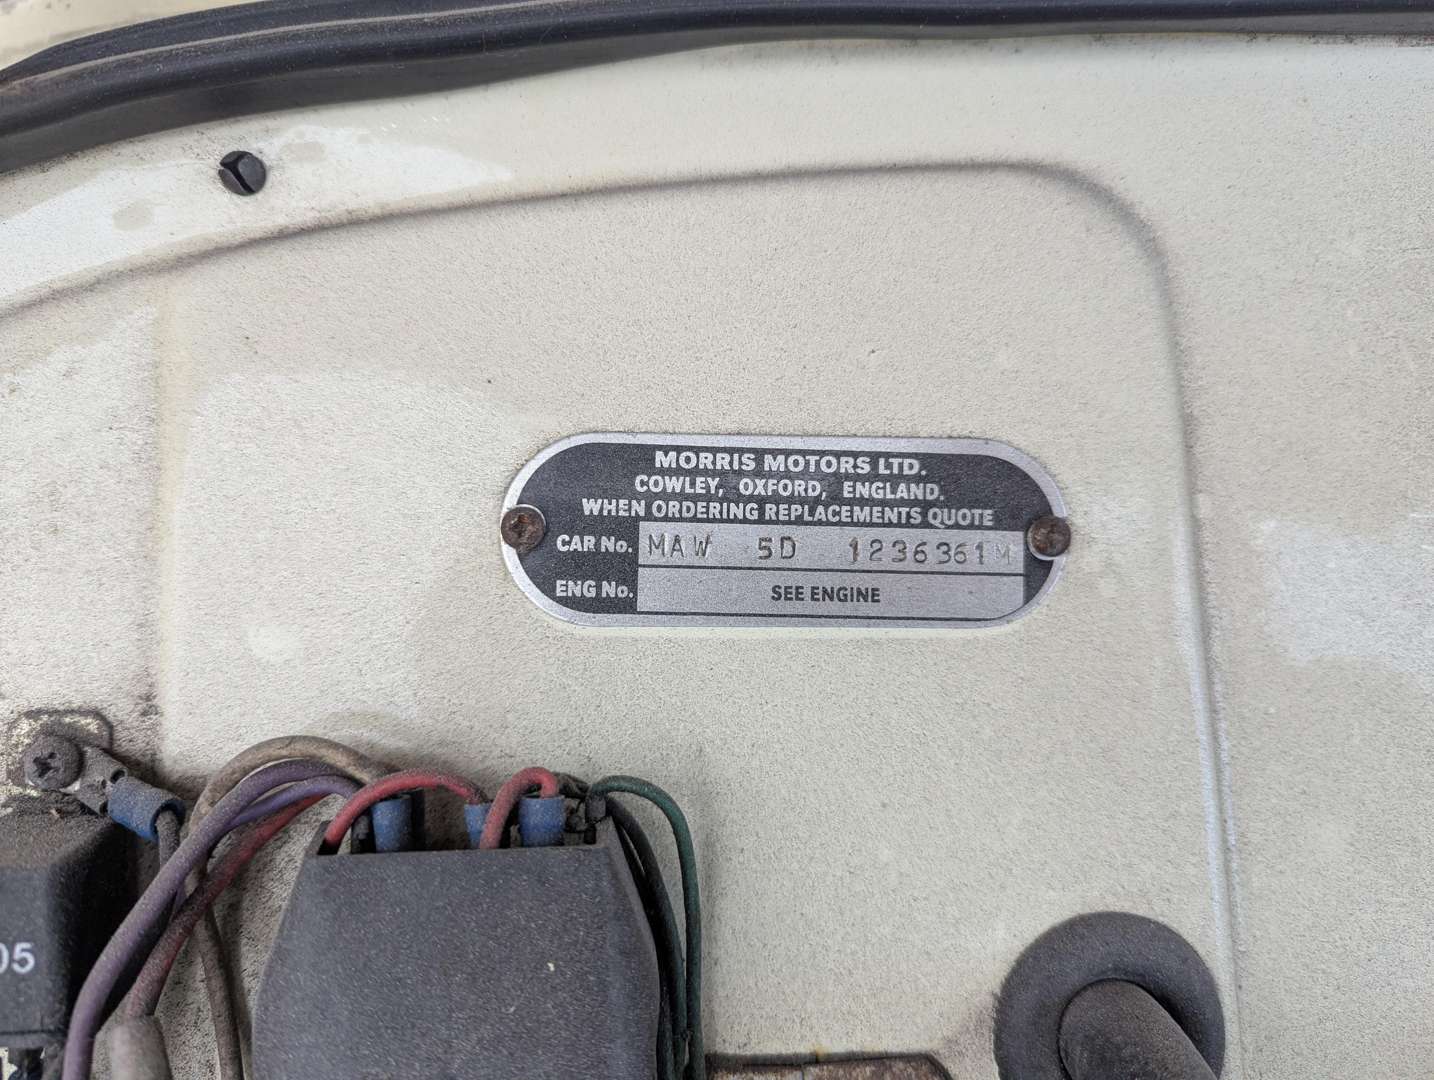 MORRIS MOTORS LTD.
COWLEY, OXFORD, ENGLAND.
WHEN ORDERING REPLACEMENTS QUOTE
CAR No. MAW 5D 1236361M
ENG No. SEE ENGINE
05